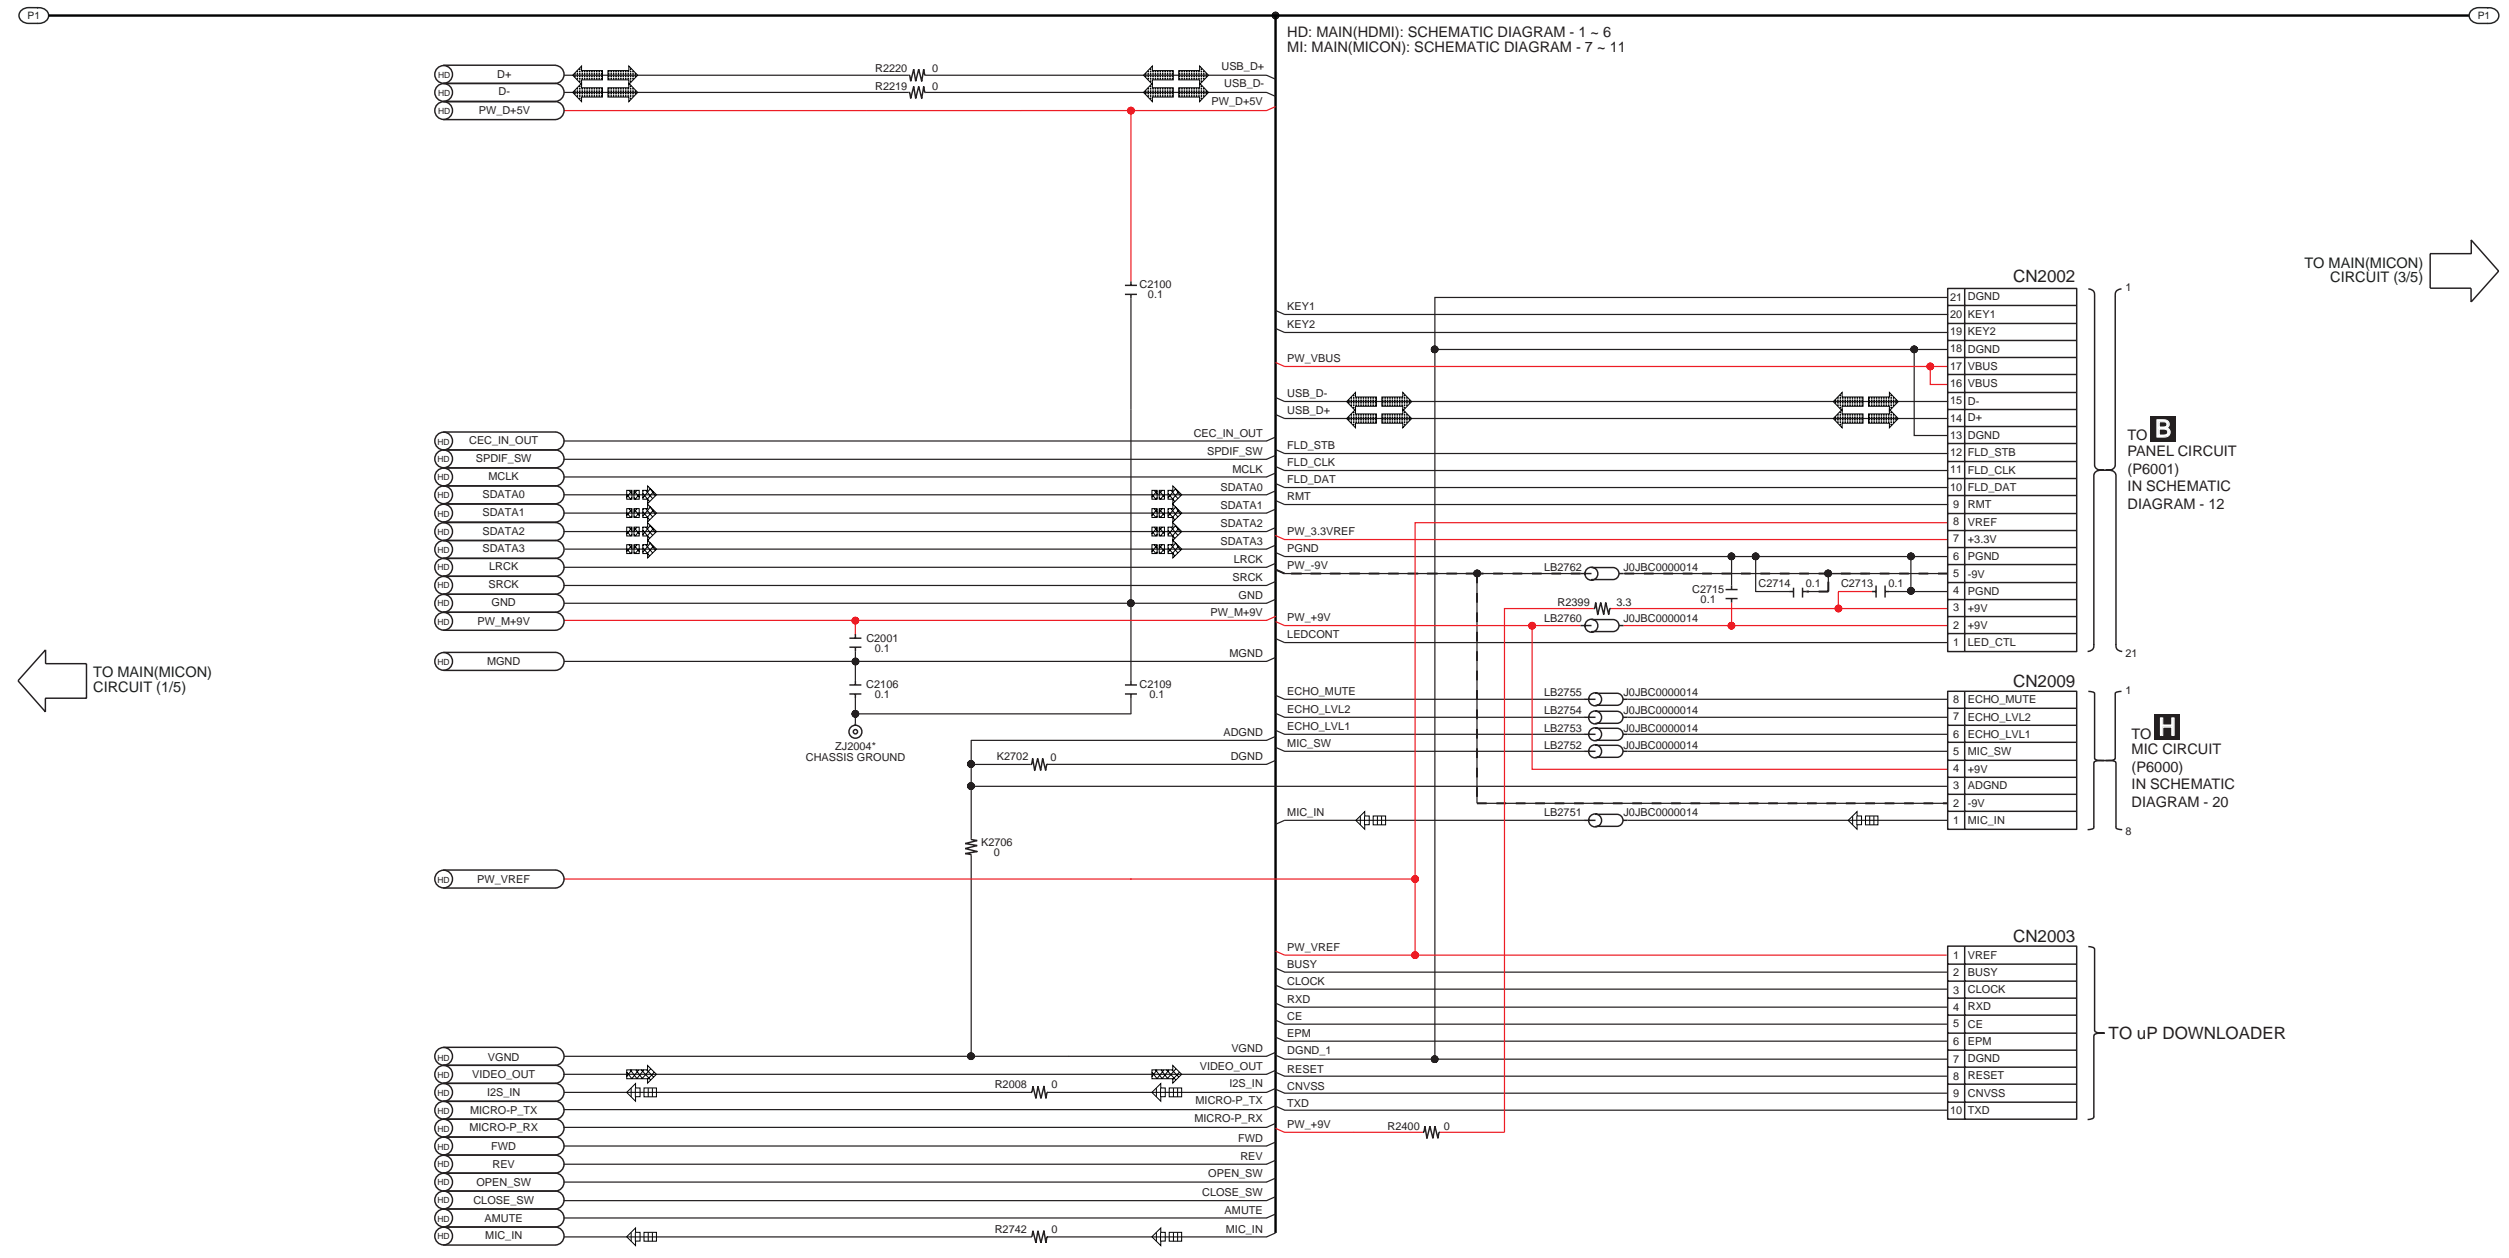 P1
P1
HD: MAIN(HDMI): SCHEMATIC DIAGRAM - 1 ~ 6
MI: MAIN(MICON): SCHEMATIC DIAGRAM - 7 ~ 11
HD D+ R2220 0 USB_D+
HD D- R2219 0 USB_D-
HD PW_D+5V PW_D+5V
C2100
0.1
HD CEC_IN_OUT CEC_IN_OUT
HD SPDIF_SW SPDIF_SW
HD MCLK MCLK
HD SDATA0 SDATA0
HD SDATA1 SDATA1
HD SDATA2 SDATA2
HD SDATA3 SDATA3
HD LRCK LRCK
HD SRCK SRCK
HD GND GND
HD PW_M+9V PW_M+9V
C2001
0.1
HD MGND MGND
C2106
0.1
C2109
0.1
ZJ2004*
CHASSIS GROUND
ADGND
K2702 0 DGND
K2706
0
HD PW_VREF
HD VGND VGND
HD VIDEO_OUT VIDEO_OUT
HD I2S_IN R2008 0 I2S_IN
HD MICRO-P_TX MICRO-P_TX
HD MICRO-P_RX MICRO-P_RX
HD FWD FWD
HD REV REV
HD OPEN_SW OPEN_SW
HD CLOSE_SW CLOSE_SW
HD AMUTE AMUTE
HD MIC_IN R2742 0 MIC_IN
TO MAIN(MICON)
CIRCUIT (1/5)
TO MAIN(MICON)
CIRCUIT (3/5)
CN2002
21 DGND
KEY1 20 KEY1
KEY2 19 KEY2
18 DGND
PW_VBUS 17 VBUS
16 VBUS
USB_D- 15 D-
USB_D+ 14 D+
13 DGND
FLD_STB 12 FLD_STB
FLD_CLK 11 FLD_CLK
FLD_DAT 10 FLD_DAT
RMT 9 RMT
8 VREF
PW_3.3VREF 7 +3.3V
PGND 6 PGND
PW_-9V LB2762 J0JBC0000014 5 -9V
C2715
0.1
C2714 0.1
C2713 0.1
4 PGND
R2399 3.3 3 +9V
PW_+9V LB2760 J0JBC0000014 2 +9V
LEDCONT 1 LED_CTL
1
21
TO B
PANEL CIRCUIT
(P6001)
IN SCHEMATIC
DIAGRAM - 12
CN2009
ECHO_MUTE LB2755 J0JBC0000014 8 ECHO_MUTE
ECHO_LVL2 LB2754 J0JBC0000014 7 ECHO_LVL2
ECHO_LVL1 LB2753 J0JBC0000014 6 ECHO_LVL1
MIC_SW LB2752 J0JBC0000014 5 MIC_SW
4 +9V
3 ADGND
2 -9V
MIC_IN LB2751 J0JBC0000014 1 MIC_IN
1
8
TO H
MIC CIRCUIT
(P6000)
IN SCHEMATIC
DIAGRAM - 20
CN2003
PW_VREF 1 VREF
BUSY 2 BUSY
CLOCK 3 CLOCK
RXD 4 RXD
CE 5 CE
EPM 6 EPM
DGND_1 7 DGND
RESET 8 RESET
CNVSS 9 CNVSS
TXD 10 TXD
PW_+9V R2400 0
TO uP DOWNLOADER